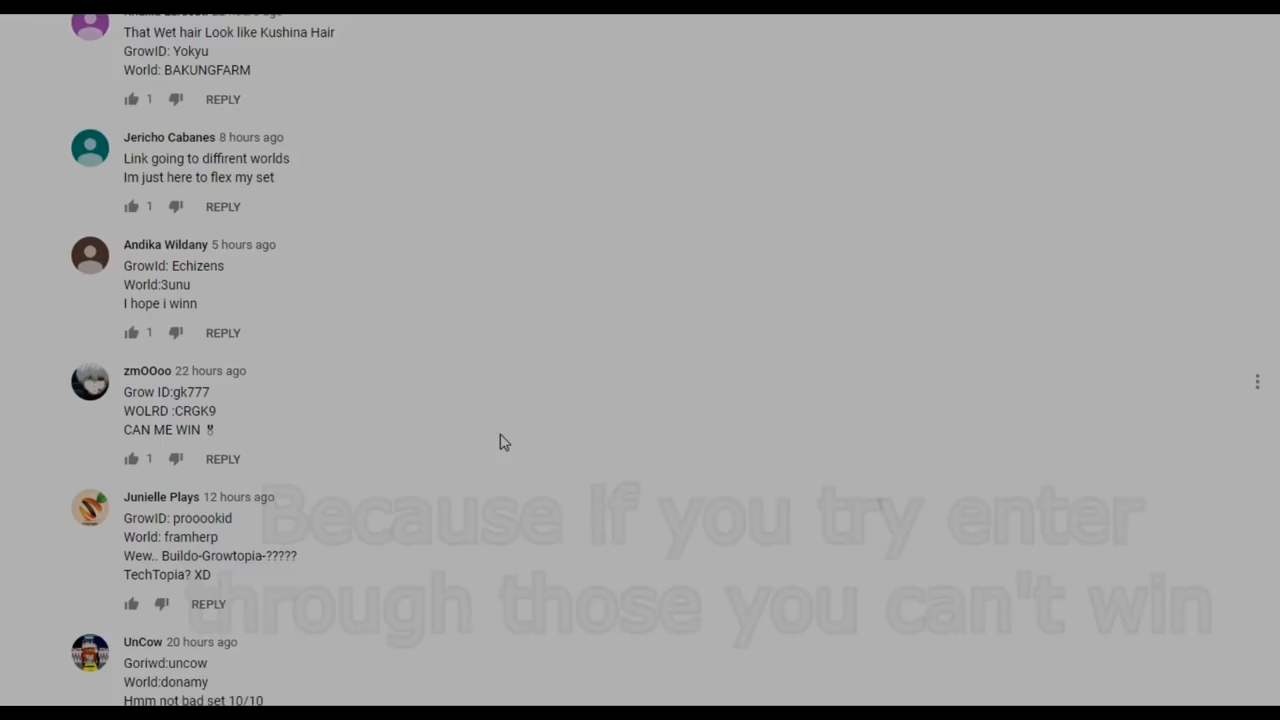 That Wet hair Look like Kushina Hair
GrowID: Yokyu
World: BAKUNGFARM
1 REPLY
Jericho Cabanes 8 hours ago
Link going to diffirent worlds
Im just here to flex my set
1 REPLY
Andika Wildany 5 hours ago
GrowId: Echizens
World:3unu
I hope i winn
1 REPLY
zmOOoo 22 hours ago
Grow ID:gk777
WOLRD :CRGK9
CAN ME WIN 🎖
1 REPLY
Junielle Plays 12 hours ago
GrowID: prooookid
World: framherp
Wew.. Buildo-Growtopia-?????
TechTopia? XD
REPLY
Because if you try enter
through those you can't win
UnCow 20 hours ago
Goriwd:uncow
World:donamy
Hmm not bad set 10/10